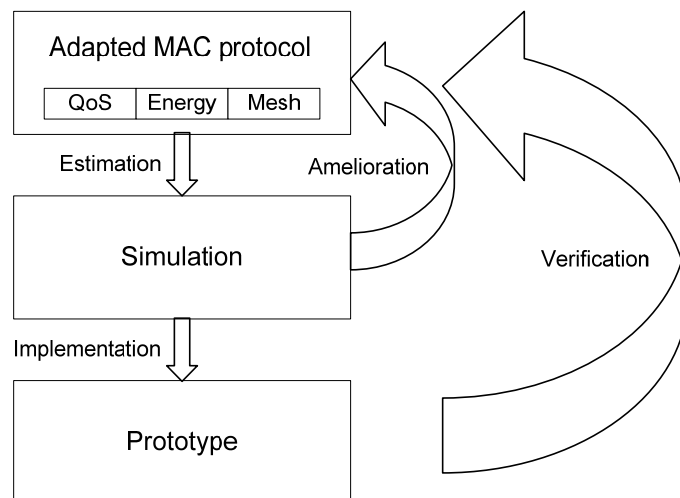 Adapted MAC protocol
QoS Energy Mesh
Estimation
Amelioration
Simulation
Verification
Implementation
Prototype